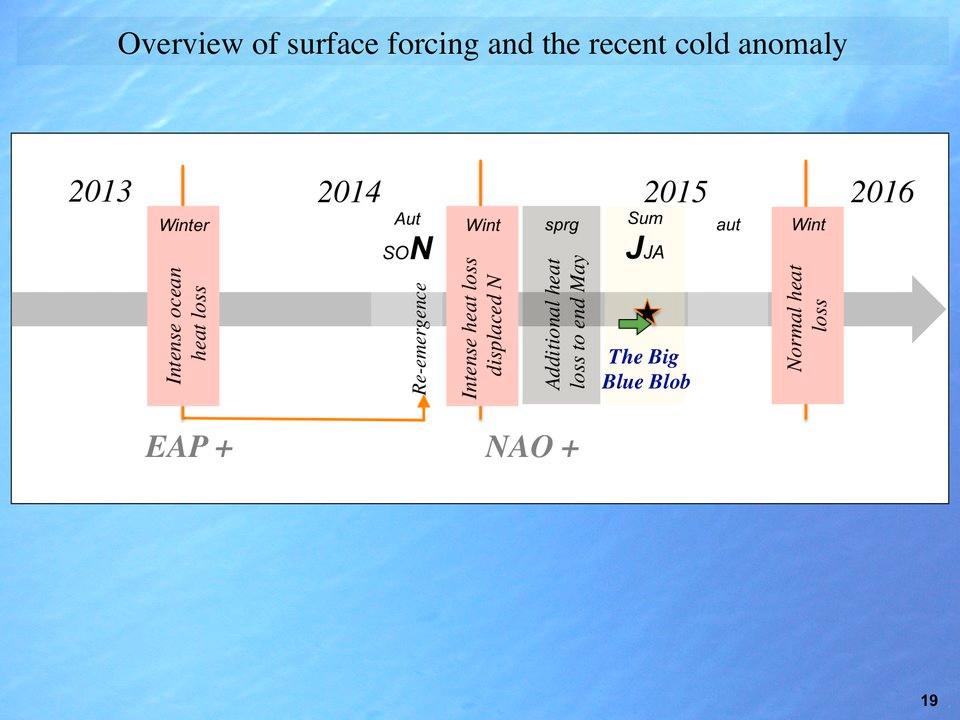 Overview of surface forcing and the recent cold anomaly
2013
2014
2015
2016
Winter
Intense ocean
heat loss
Aut
SON
Re-emergence
Wint
Intense heat loss
displaced N
sprg
Additional heat
loss to end May
Sum
JJA
The Big
Blue Blob
aut
Wint
Normal heat
loss
EAP +
NAO +
19